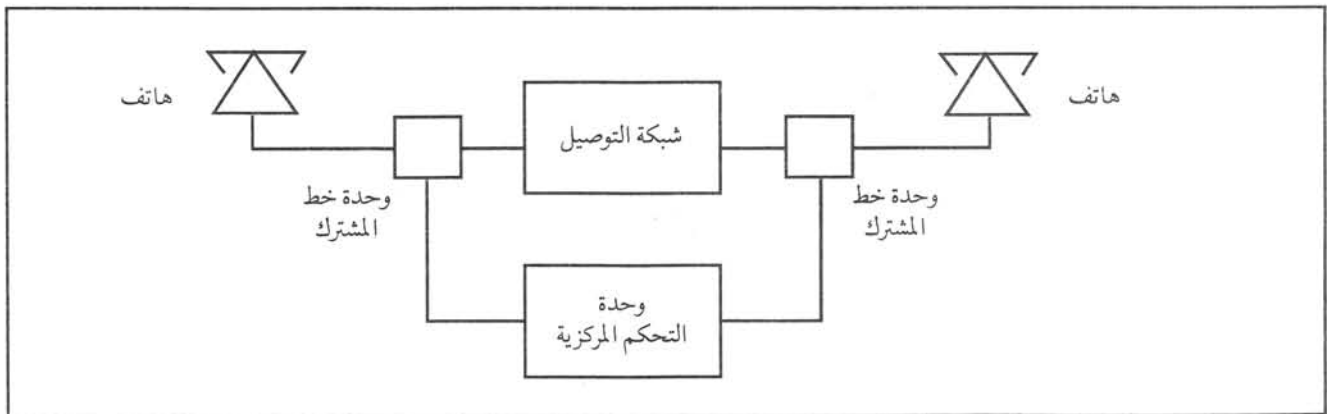 هاتف
هاتف
شبكة التوصيل
وحدة خط
المشترك
وحدة خط
المشترك
وحدة
التحكم المركزية